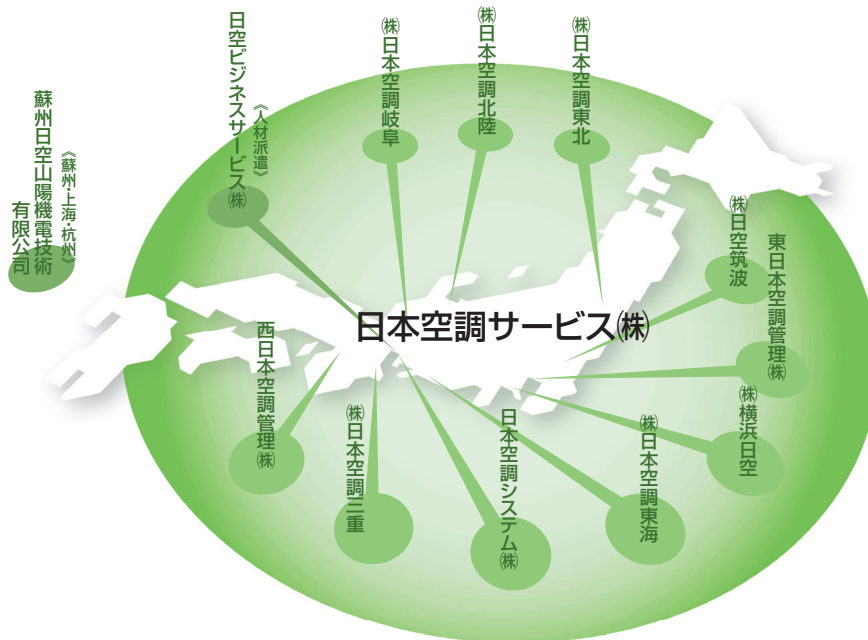 日本空調サービス㈱
㈱日本空調東北
㈱日本空調北陸
㈱日本空調岐阜
《人材派遣》
日空ビジネスサービス㈱
《蘇州・上海・杭州》
蘇州日空山陽機電技術
有限公司
東日本空調管理㈱
㈱日空筑波
㈱横浜日空
㈱日本空調東海
日本空調システム㈱
㈱日本空調三重
西日本空調管理㈱